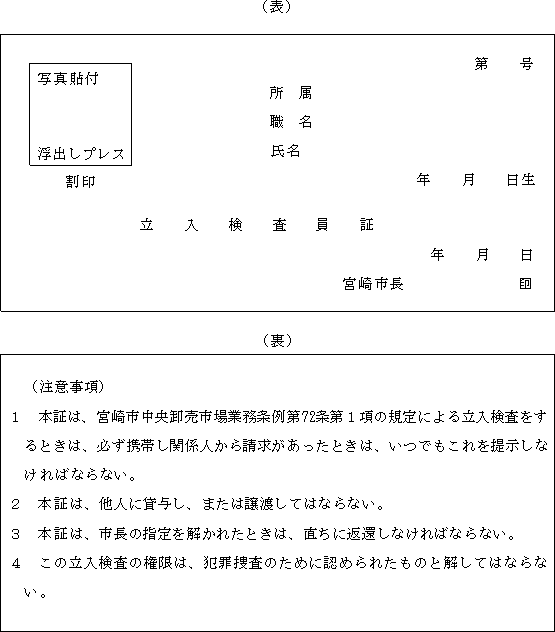 （表）
第　　号
写真貼付
所　属
職　名
浮出しプレス
氏名
割印
年　　月　　日生
立　　入　　検　　査　　員　　証
年　　月　　日
宮崎市長　　　　　　　　印
（裏）
（注意事項）
1　本証は、宮崎市中央卸売市場業務条例第72条第１項の規定による立入検査をす
るときは、必ず携帯し関係人から請求があったときは、いつでもこれを提示しな
ければならない。
2　本証は、他人に貸与し、または譲渡してはならない。
3　本証は、市長の指定を解かれたときは、直ちに返還しなければならない。
4　この立入検査の権限は、犯罪捜査のために認められたものと解してはならな
い。